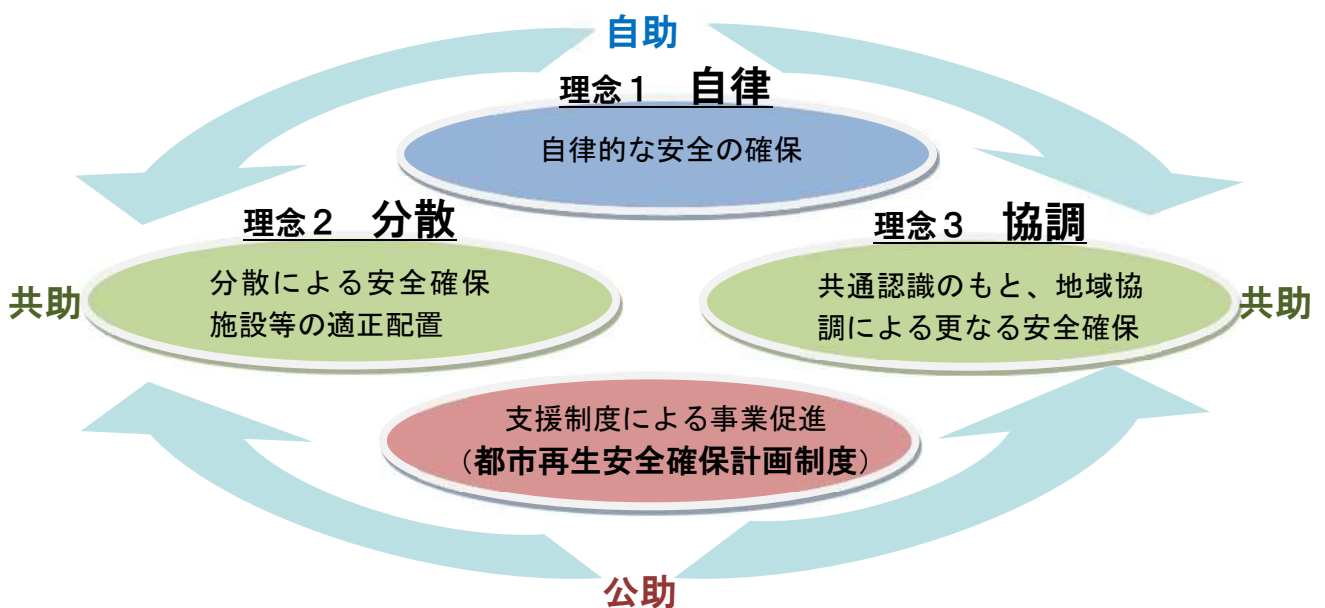 自助
理念1 自律
自律的な安全の確保
理念2 分散
分散による安全確保
施設等の適正配置
共助
理念3 協調
共通認識のもと、地域協
調による更なる安全確保
共助
支援制度による事業促進
（都市再生安全確保計画制度）
公助